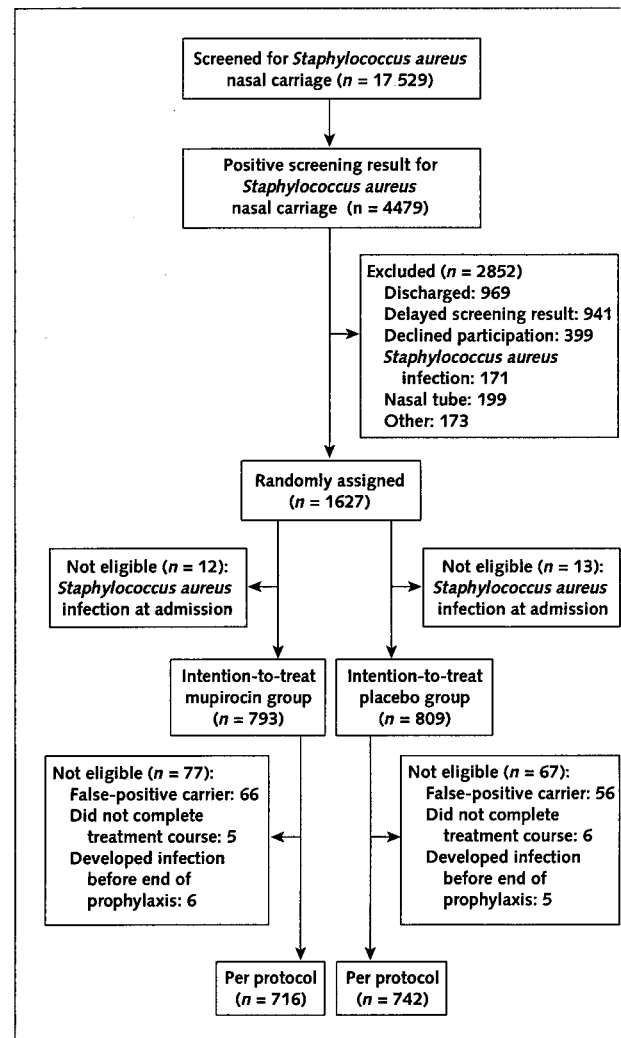 Screened for Staphylococcus aureus
nasal carriage (n = 17 529)
Positive screening result for
Staphylococcus aureus
nasal carriage (n = 4479)
Excluded (n = 2852)
Discharged: 969
Delayed screening result: 941
Declined participation: 399
Staphylococcus aureus
infection: 171
Nasal tube: 199
Other: 173
Randomly assigned
(n = 1627)
Not eligible (n = 12):
Staphylococcus aureus
infection at admission
Not eligible (n = 13):
Staphylococcus aureus
infection at admission
Intention-to-treat
mupirocin group
(n = 793)
Intention-to-treat
placebo group
(n = 809)
Not eligible (n = 77):
False-positive carrier: 66
Did not complete
treatment course: 5
Developed infection
before end of
prophylaxis: 6
Not eligible (n = 67):
False-positive carrier: 56
Did not complete
treatment course: 6
Developed infection
before end of
prophylaxis: 5
Per protocol
(n = 716)
Per protocol
(n = 742)